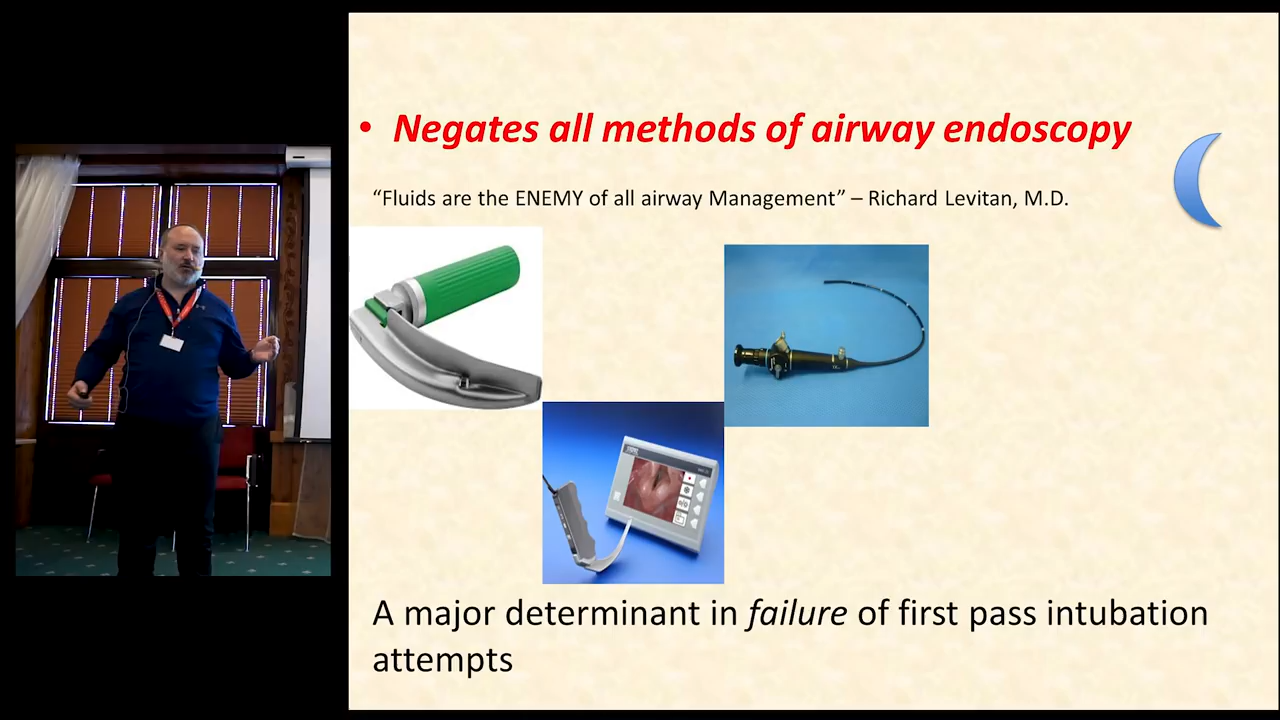 • Negates all methods of airway endoscopy
“Fluids are the ENEMY of all airway Management” – Richard Levitan, M.D.
A major determinant in failure of first pass intubation
attempts